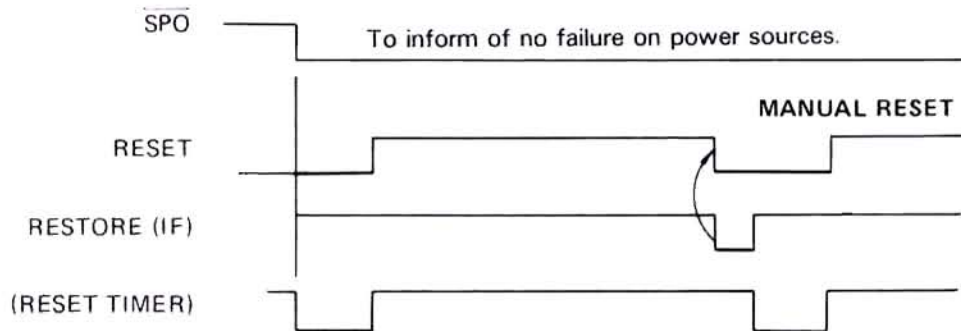 SPO
To inform of no failure on power sources.
MANUAL RESET
RESET
RESTORE (IF)
(RESET TIMER)